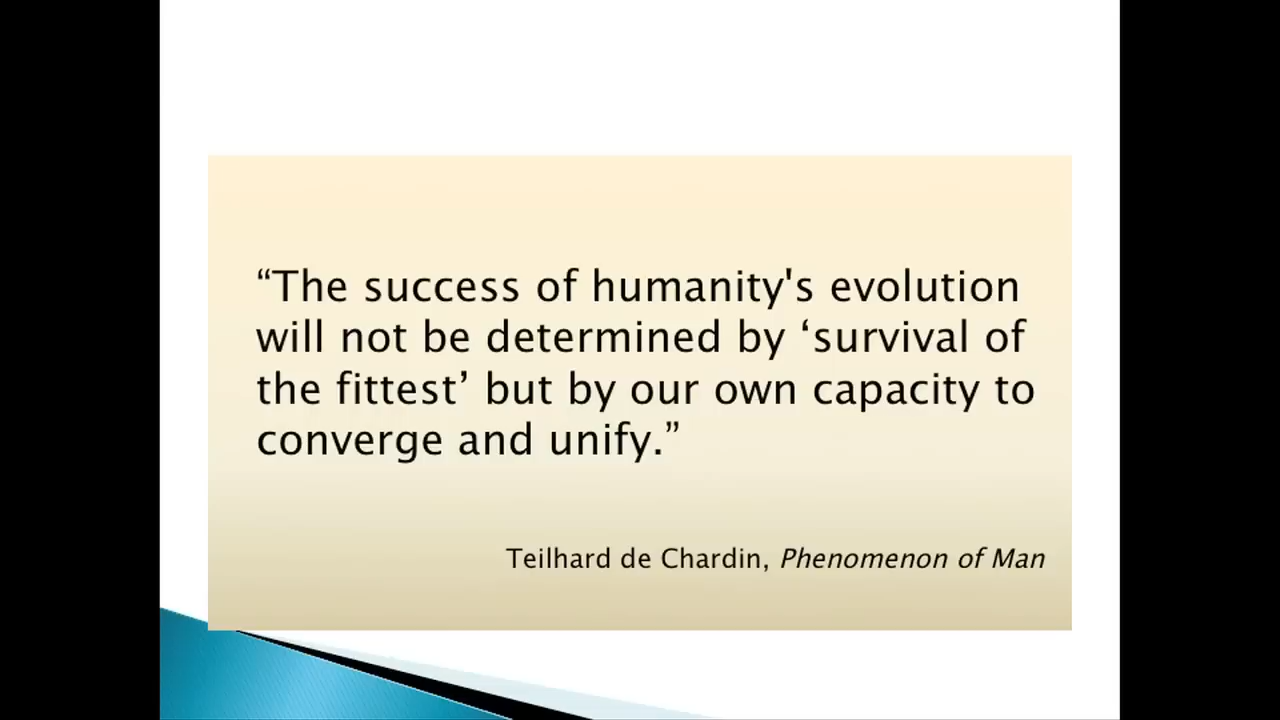 “The success of humanity's evolution
will not be determined by ‘survival of
the fittest’ but by our own capacity to
converge and unify.”
Teilhard de Chardin, Phenomenon of Man